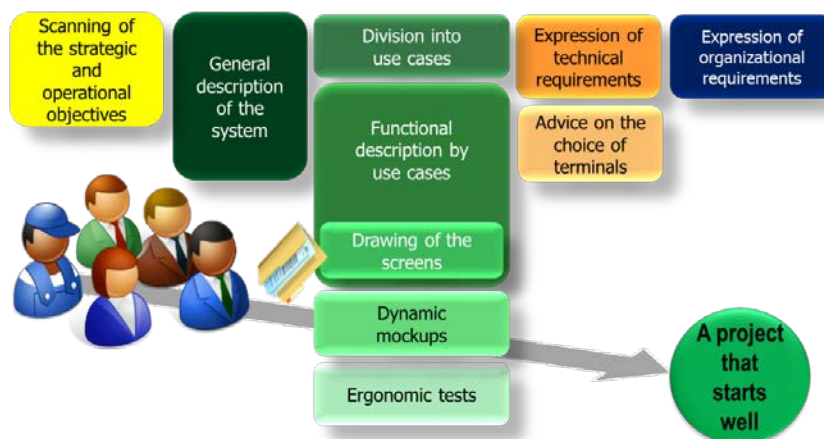 Scanning of
the strategic
and
operational
objectives
General
description
of the
system
Division into
use cases
Functional
description by
use cases
Drawing of the
screens
Dynamic
mockups
Ergonomic tests
Expression of
technical
requirements
Advice on the
choice of
terminals
Expression of
organizational
requirements
A project
that
starts
well